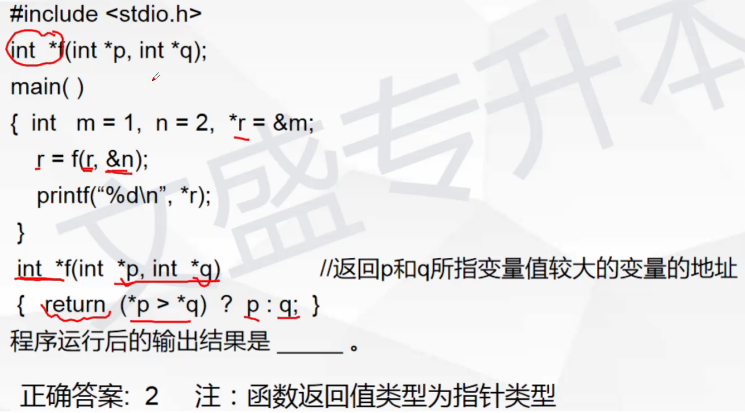 #include <stdio.h>
int *f(int *p, int *q);
main( )
{ int m = 1, n = 2, *r = &m;
r = f(r, &n);
printf(“%d\n”, *r);
}
int *f(int *p, int *q) //返回p和q所指变量值较大的变量的地址
{ return (*p > *q) ? p : q; }
程序运行后的输出结果是 _____ 。
正确答案: 2 注：函数返回值类型为指针类型
文盛专升本